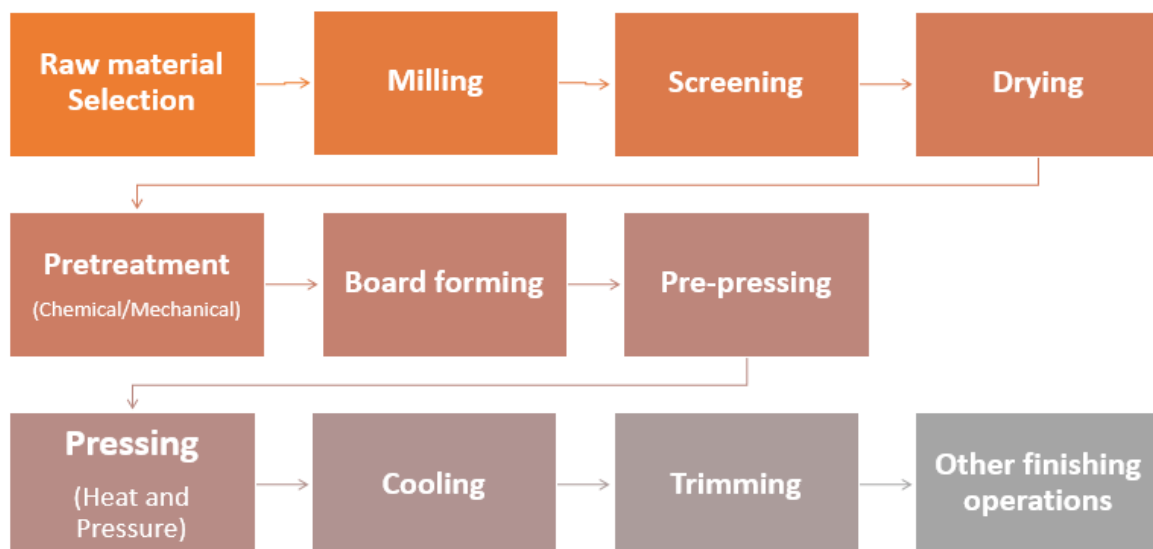 Raw material
Selection
Milling
Screening
Drying
Pretreatment
(Chemical/Mechanical)
Board forming
Pre-pressing
Pressing
(Heat and
Pressure)
Cooling
Trimming
Other finishing
operations